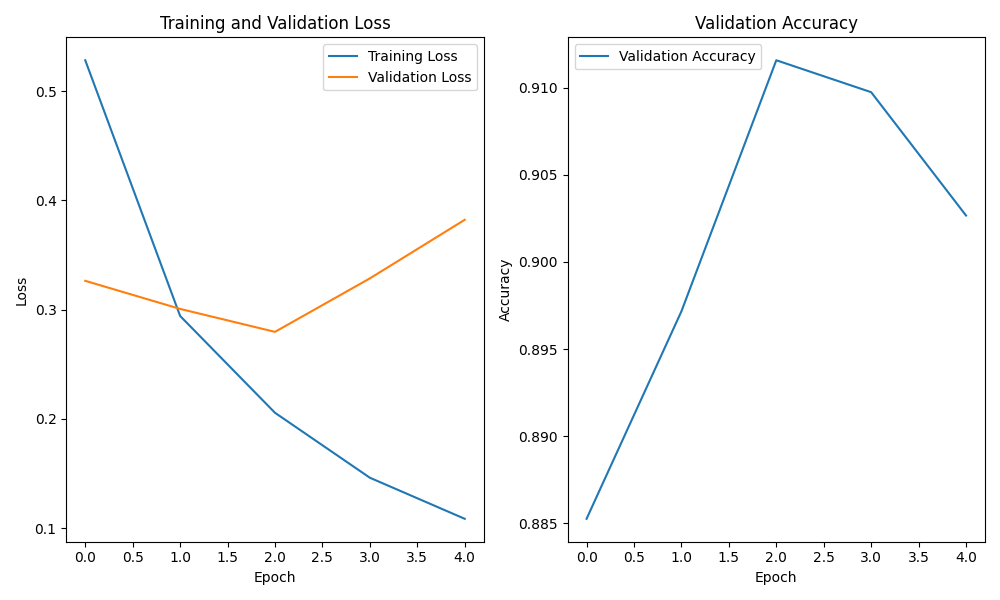 Training and Validation Loss
Training Loss
Validation Loss
0.5
0.4
0.3
0.2
0.1
Loss
0.0 0.5 1.0 1.5 2.0 2.5 3.0 3.5 4.0
Epoch
Validation Accuracy
Validation Accuracy
0.910
0.905
0.900
0.895
0.890
0.885
Accuracy
0.0 0.5 1.0 1.5 2.0 2.5 3.0 3.5 4.0
Epoch